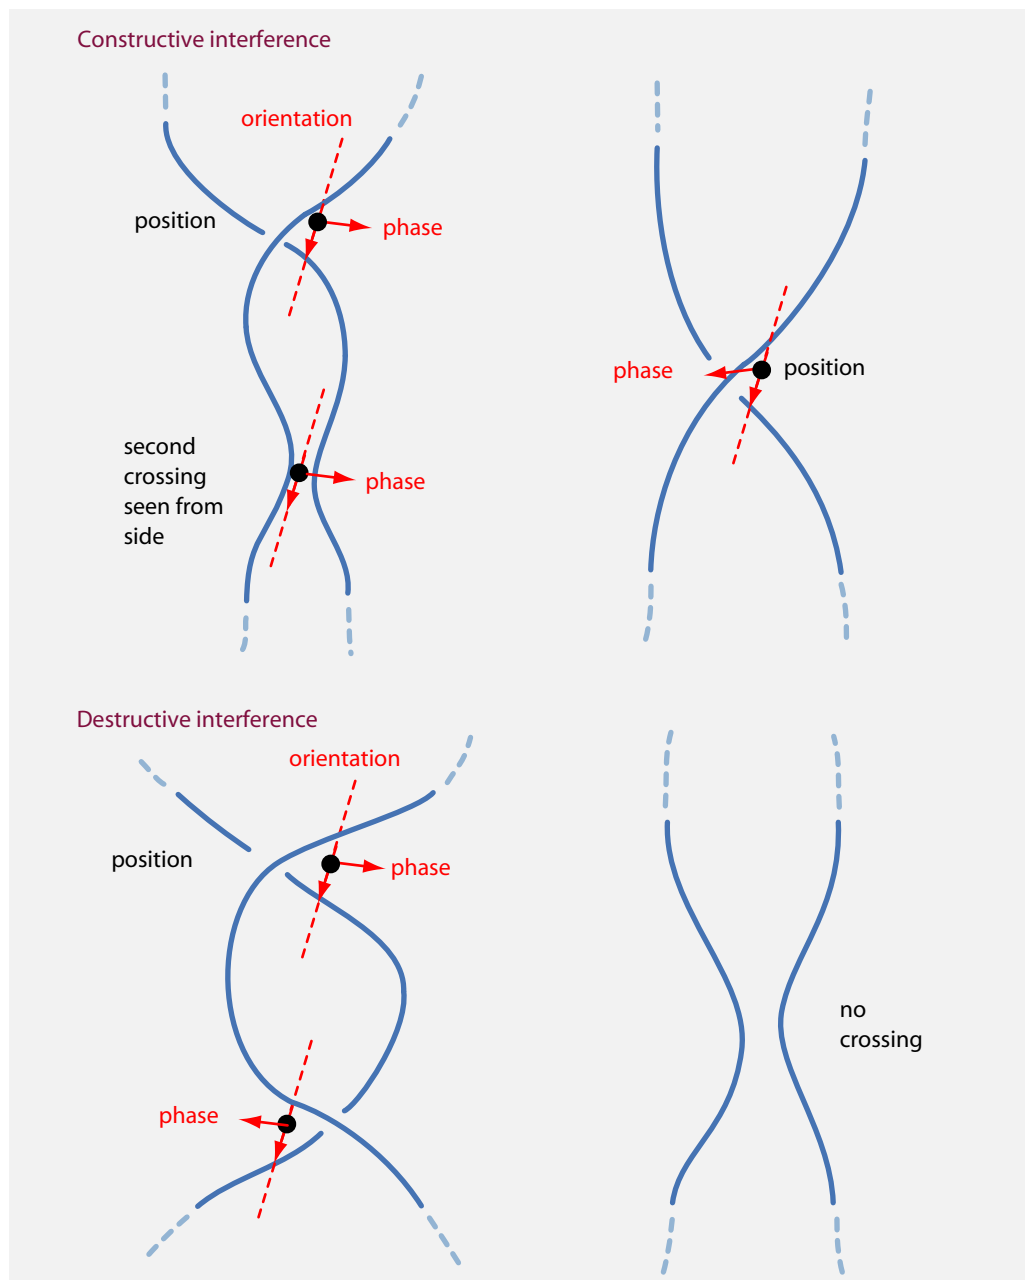 Constructive interference
orientation
position
phase
phase
position
second
crossing
seen from
side
phase
Destructive interference
orientation
position
phase
no
crossing
phase